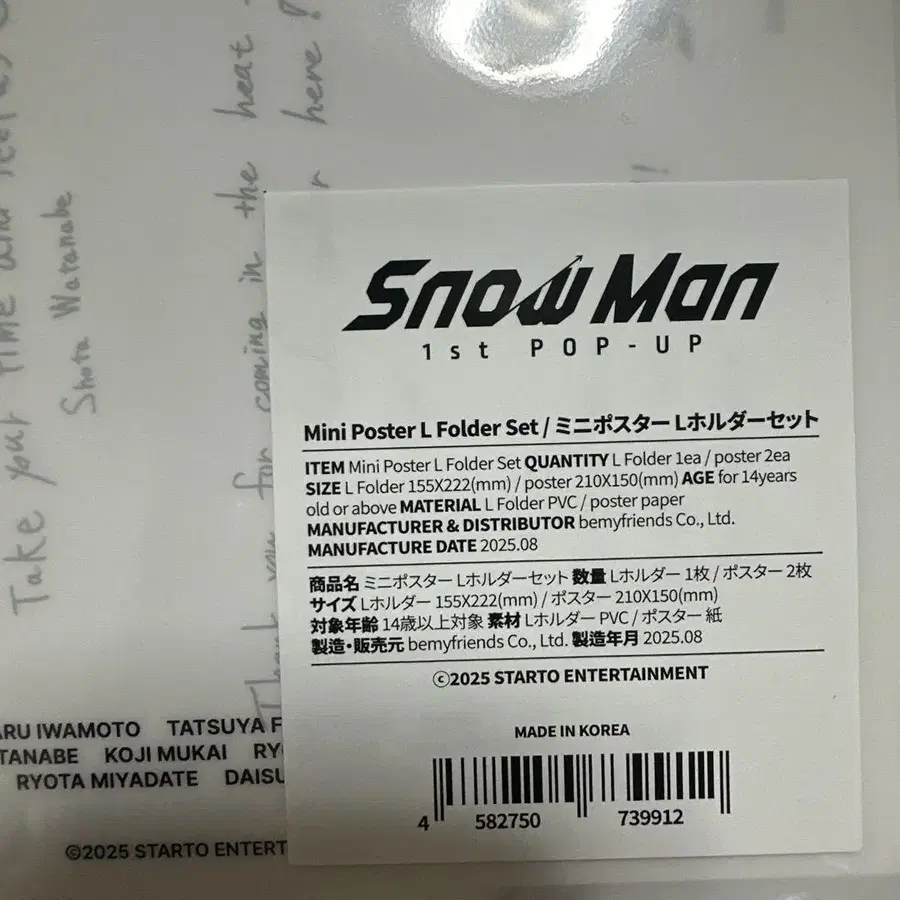 Take your time and
Shota Watanabe
Thank you for coming in the heat
here!
Snow Man
1st POP-UP
Mini Poster L Folder Set / ミニポスター Lホルダーセット
ITEM Mini Poster L Folder Set QUANTITY L Folder 1ea / poster 2ea
SIZE L Folder 155X222(mm) / poster 210X150(mm) AGE for 14years
old or above MATERIAL L Folder PVC / poster paper
MANUFACTURER & DISTRIBUTOR bemyfriends Co., Ltd.
MANUFACTURE DATE 2025.08
商品名 ミニポスター Lホルダーセット 数量 Lホルダー 1枚 / ポスター 2枚
サイズ Lホルダー 155X222(mm) / ポスター 210X150(mm)
対象年齢 14歳以上対象 素材 Lホルダー PVC / ポスター 紙
製造・販売元 bemyfriends Co., Ltd. 製造年月 2025.08
©2025 STARTO ENTERTAINMENT
MADE IN KOREA
4 582750 739912
ARU IWAMOTO TATSUYA F
TANABE KOJI MUKAI RY
RYOTA MIYADATE DAISU
©2025 STARTO ENTERT